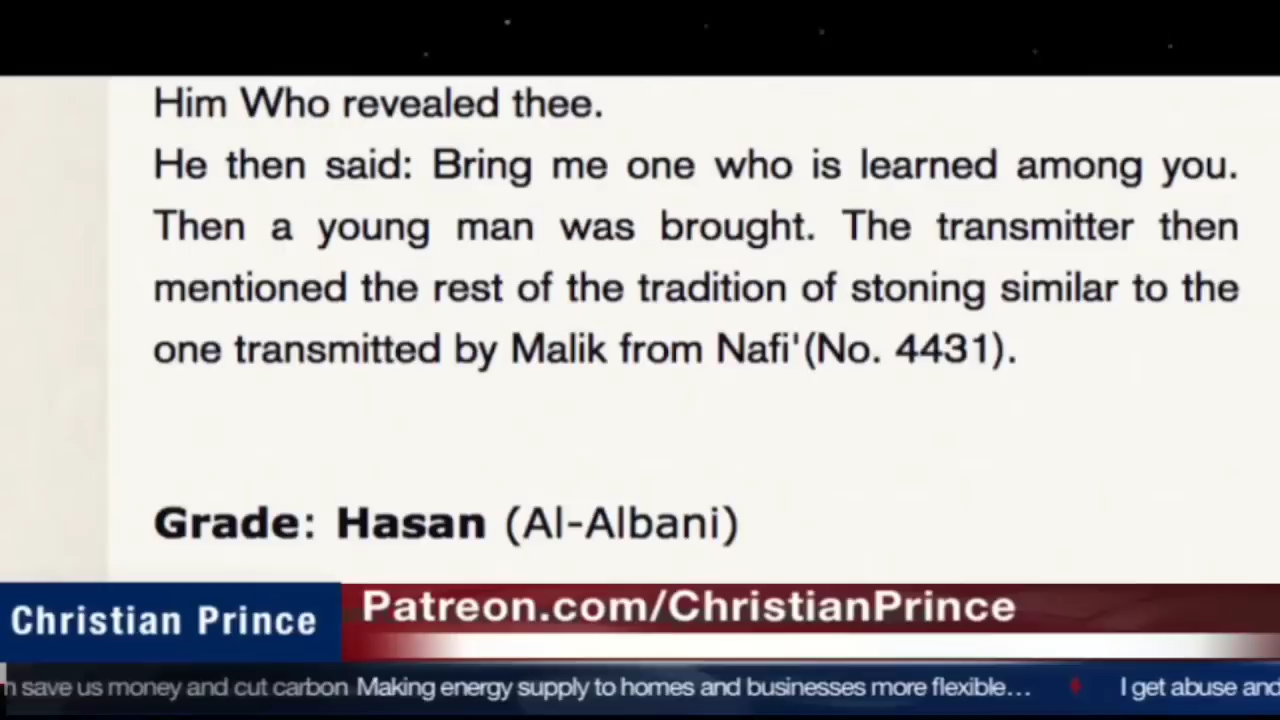 Him Who revealed thee.
He then said: Bring me one who is learned among you.
Then a young man was brought. The transmitter then
mentioned the rest of the tradition of stoning similar to the
one transmitted by Malik from Nafi'(No. 4431).
Grade: Hasan (Al-Albani)
Christian Prince
Patreon.com/ChristianPrince
save us money and cut carbon Making energy supply to homes and businesses more flexible… I get abuse and